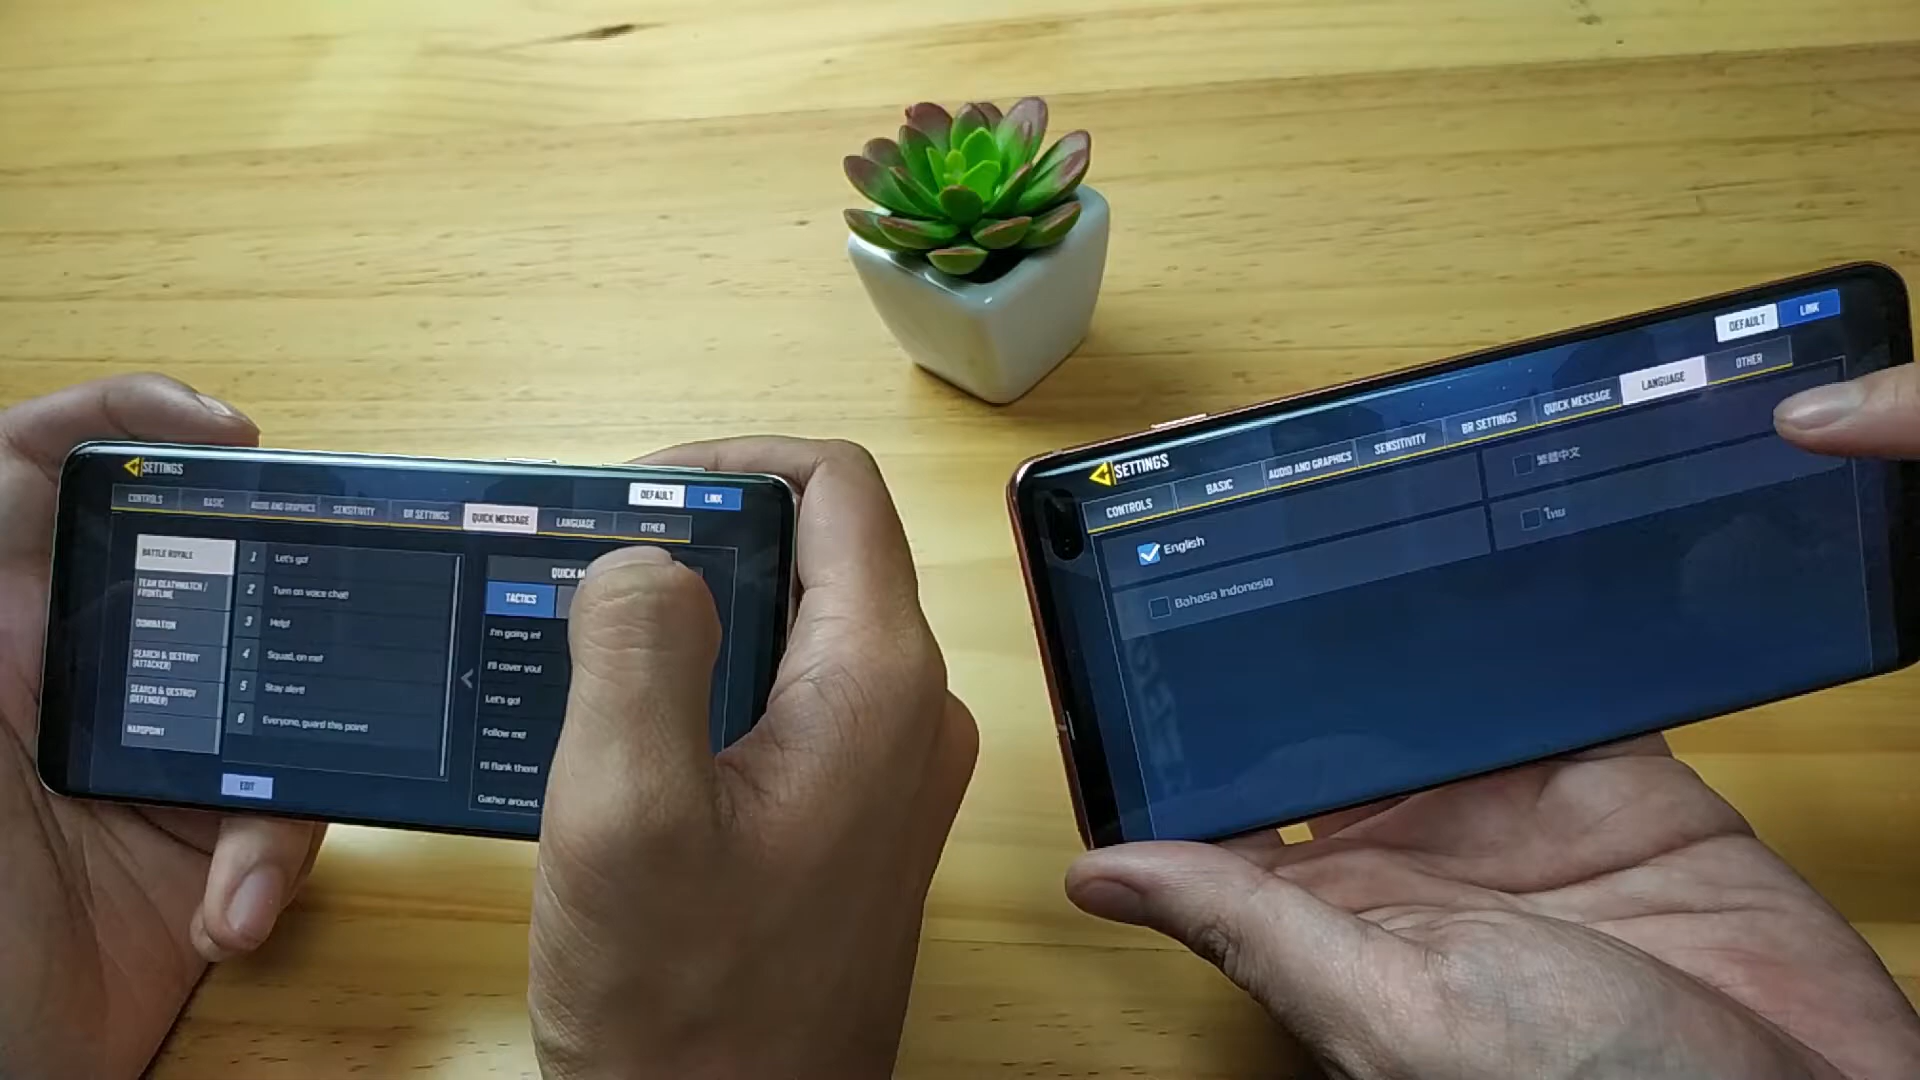 SETTINGS
DEFAULT
LINK
CONTROLS
BASIC
AUDIO AND GRAPHICS
SENSITIVITY
BR SETTINGS
QUICK MESSAGE
LANGUAGE
OTHER
BATTLE ROYALE
TEAM DEATHMATCH /
FRONTLINE
DOMINATION
SEARCH & DESTROY
(ATTACKER)
SEARCH & DESTROY
(DEFENDER)
HARDPOINT
1 Let's go!
2 Turn on voice chat!
3 Help!
4 Squad, on me!
5 Stay alert!
6 Everyone, guard this point!
EDIT
QUICK M
TACTICS
I'm going in!
I'll cover you!
Let's go!
Follow me!
I'll flank them!
Gather around.
SETTINGS
DEFAULT
LINK
CONTROLS
BASIC
AUDIO AND GRAPHICS
SENSITIVITY
BR SETTINGS
QUICK MESSAGE
LANGUAGE
OTHER
English
繁體中文
Bahasa Indonesia
ไทย